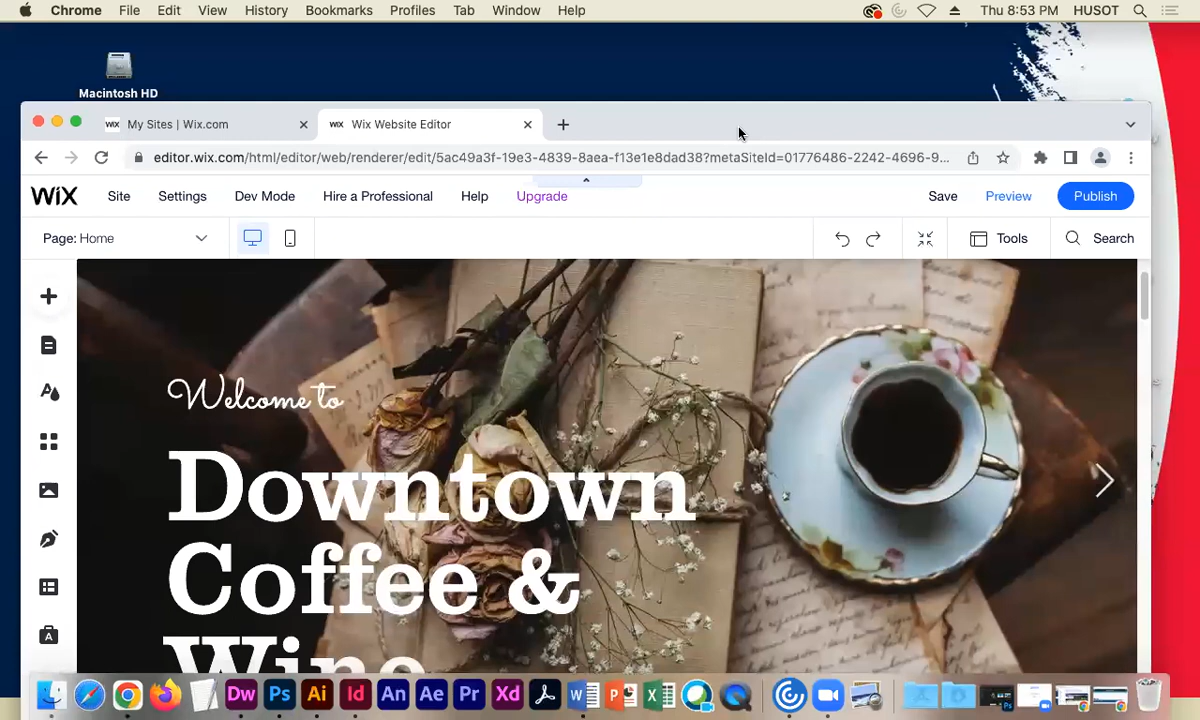 Chrome File Edit View History Bookmarks Profiles Tab Window Help Thu 8:53 PM HUSOT
Macintosh HD
WiX My Sites | Wix.com WiX Wix Website Editor
editor.wix.com/html/editor/web/renderer/edit/5ac49a3f-19e3-4839-8aea-f13e1e8dad38?metaSiteId=01776486-2242-4696-9...
WiX Site Settings Dev Mode Hire a Professional Help Upgrade Save Preview Publish
Page: Home Tools Search
Welcome to
Downtown
Coffee &
Wine
Dw Ps Ai Id An Ae Pr Xd W P X